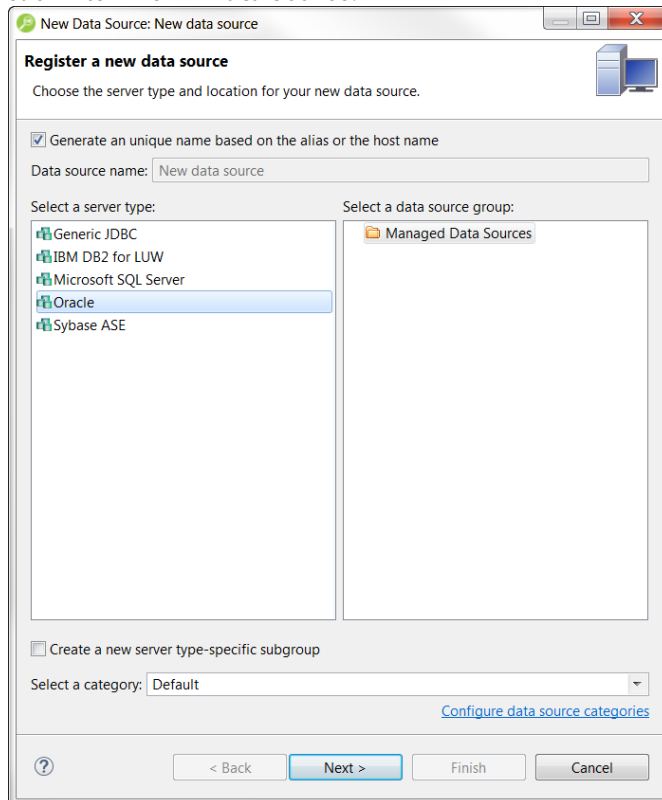 New Data Source: New data source
Register a new data source
Choose the server type and location for your new data source.
Generate an unique name based on the alias or the host name
Data source name: New data source
Select a server type:
Select a data source group:
Generic JDBC
Managed Data Sources
IBM DB2 for LUW
Microsoft SQL Server
Oracle
Sybase ASE
Create a new server type-specific subgroup
Select a category: Default
Configure data source categories
? < Back Next > Finish Cancel